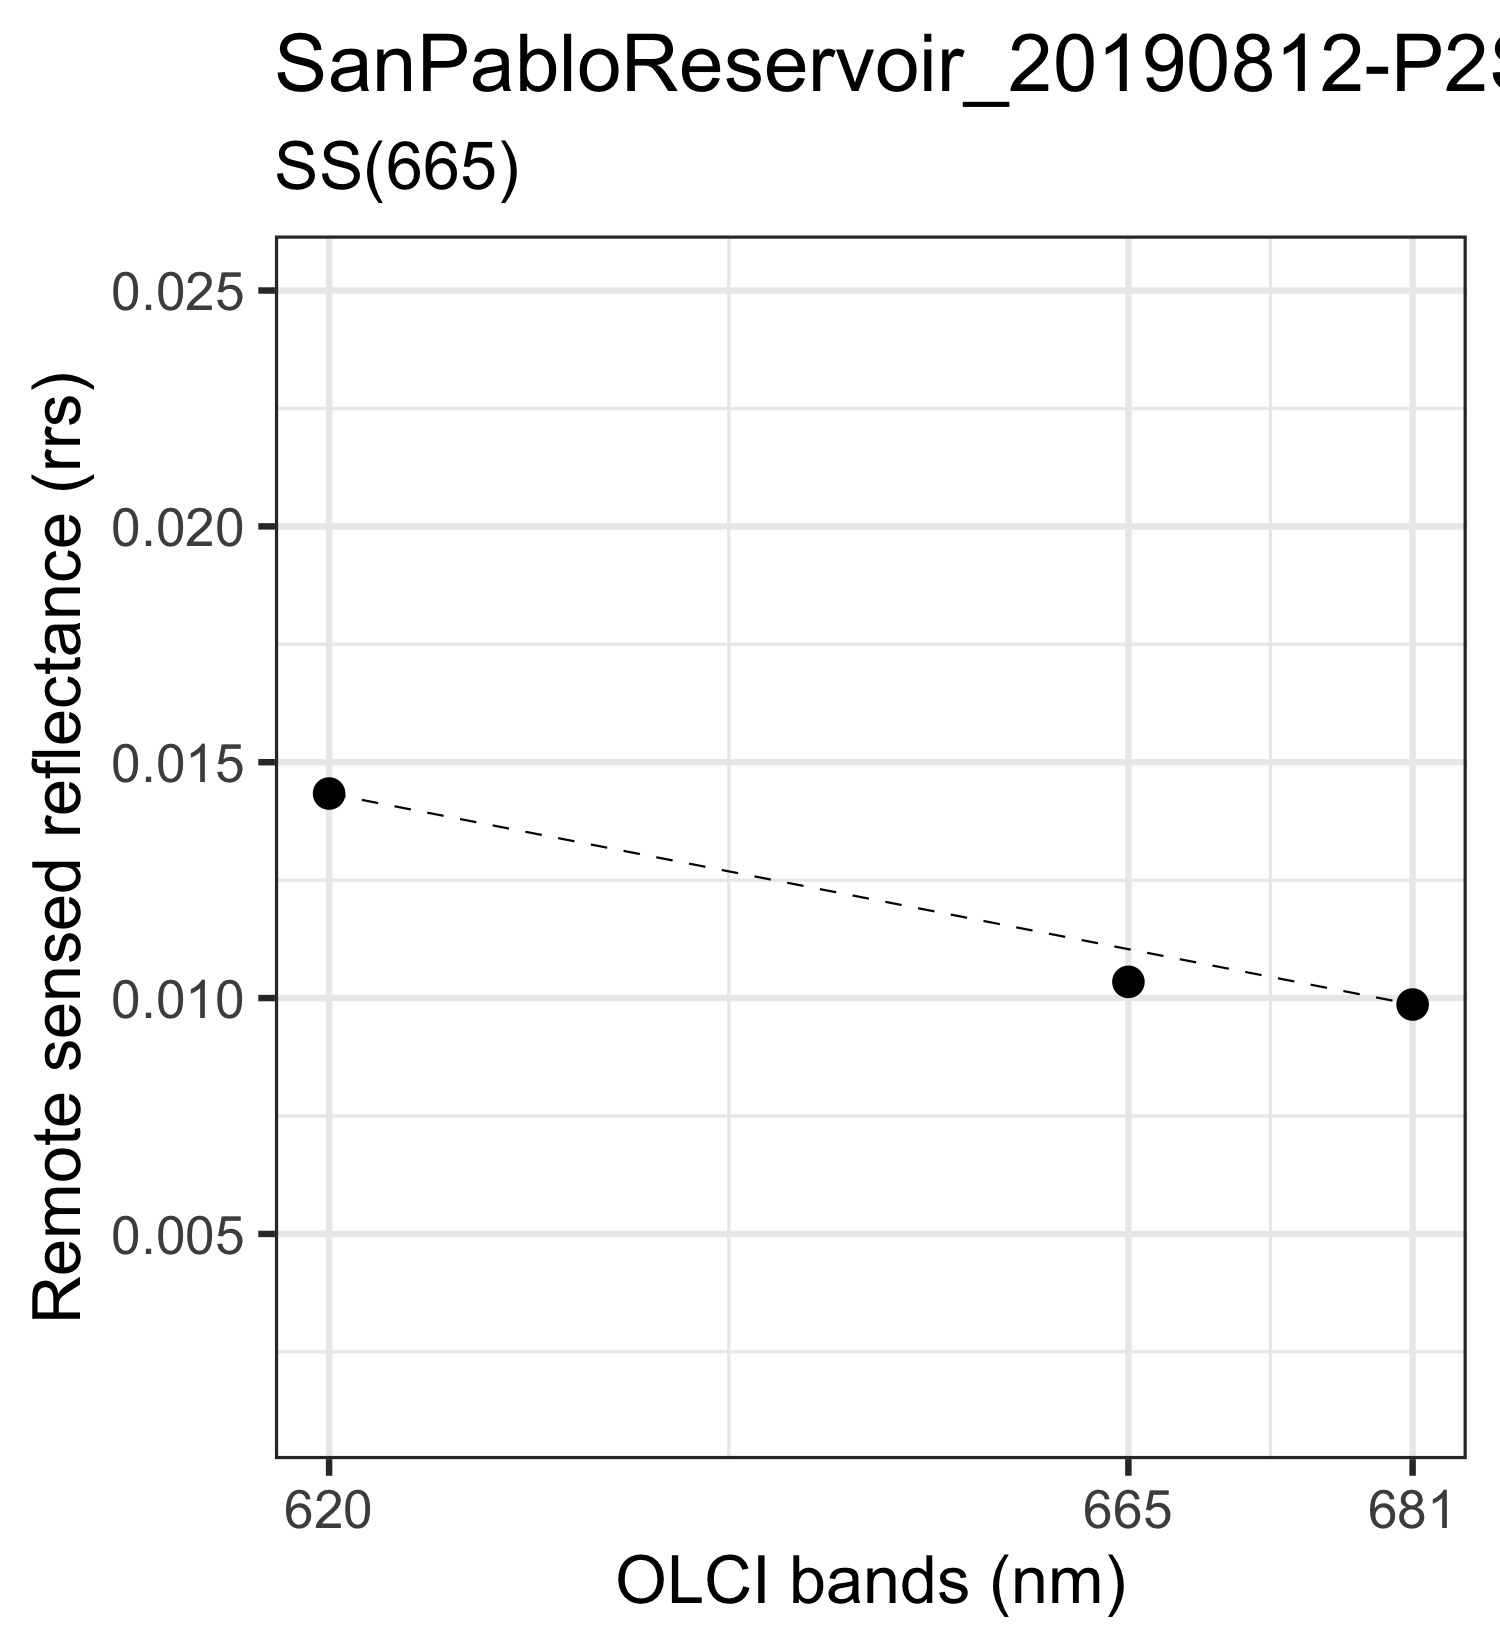 SanPabloReservoir_20190812-P2
SS(665)
Remote sensed reflectance (rrs)
0.025
0.020
0.015
0.010
0.005
620 665 681
OLCI bands (nm)